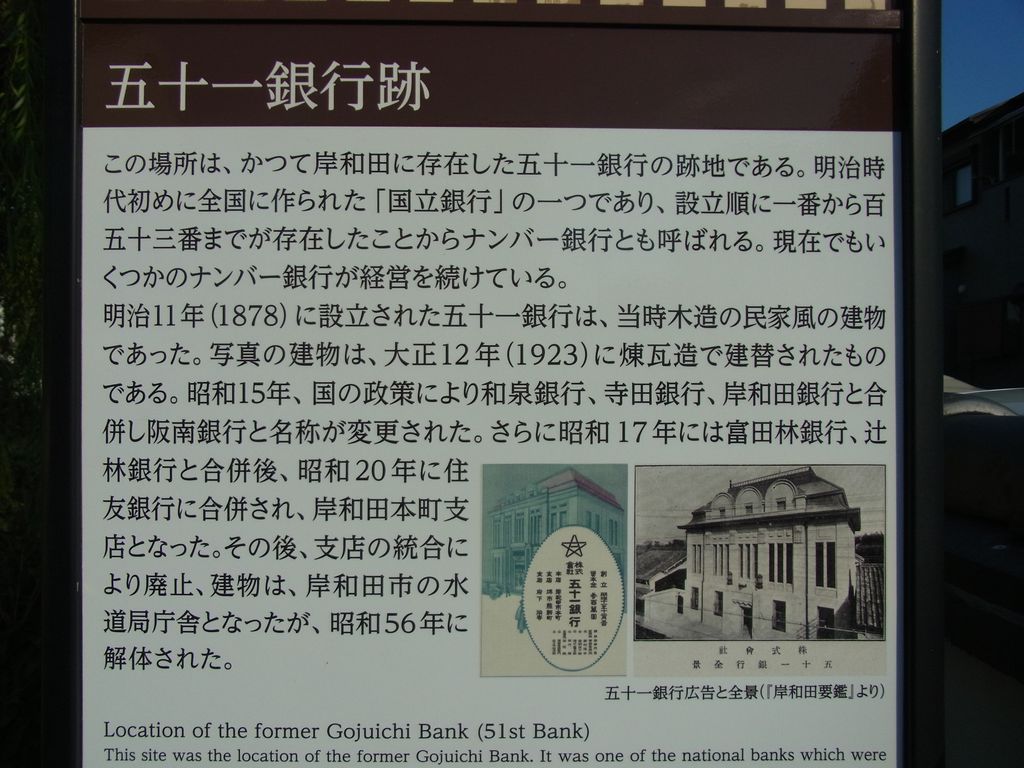 五十一銀行跡
この場所は、かつて岸和田に存在した五十一銀行の跡地である。明治時
代初めに全国に作られた「国立銀行」の一つであり、設立順に一番から百
五十三番までが存在したことからナンバー銀行とも呼ばれる。現在でもい
くつかのナンバー銀行が経営を続けている。
明治11年(1878)に設立された五十一銀行は、当時木造の民家風の建物
であった。写真の建物は、大正12年(1923)に煉瓦造で建替されたもの
である。昭和15年、国の政策により和泉銀行、寺田銀行、岸和田銀行と合
併し阪南銀行と名称が変更された。さらに昭和17年には富田林銀行、辻
林銀行と合併後、昭和20年に住
友銀行に合併され、岸和田本町支
店となった。その後、支店の統合に
より廃止、建物は、岸和田市の水
道局庁舎となったが、昭和56年に
解体された。
株式會社 五十一銀行
社會式株
景全行銀一十五
五十一銀行広告と全景(『岸和田要鑑』より)
Location of the former Gojuichi Bank (51st Bank)
This site was the location of the former Gojuichi Bank. It was one of the national banks which were